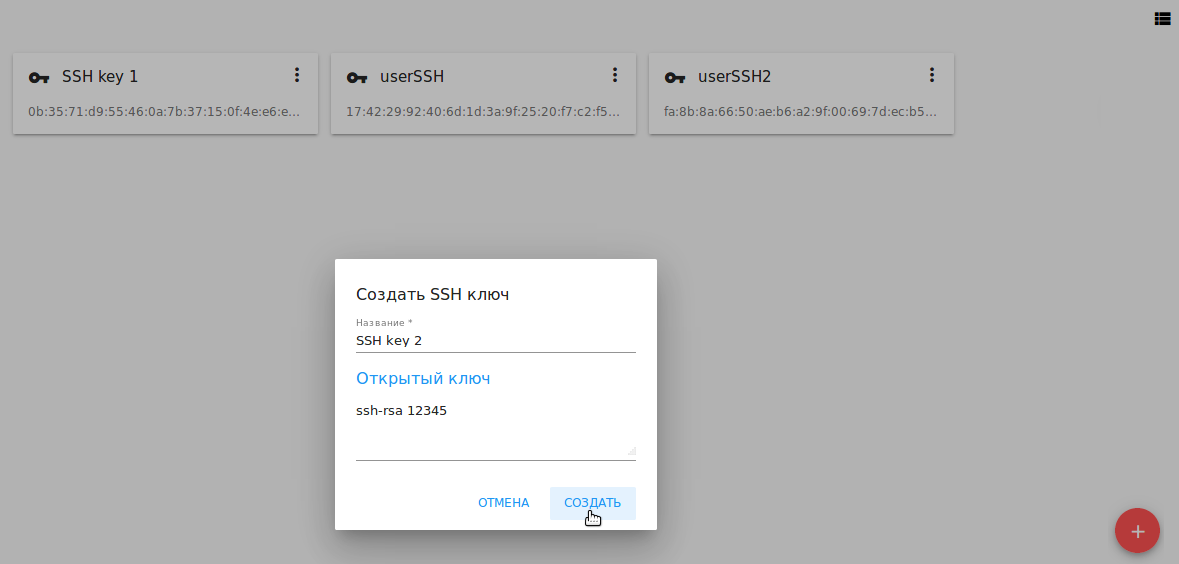 SSH key 1
userSSH
userSSH2
0b:35:71:d9:55:46:0a:7b:37:15:0f:4e:e6:e...
17:42:29:92:40:6d:1d:3a:9f:25:20:f7:c2:f5...
fa:8b:8a:66:50:ae:b6:a2:9f:00:69:7d:ec:b5...
Создать SSH ключ
Название *
SSH key 2
Открытый ключ
ssh-rsa 12345
ОТМЕНА
СОЗДАТЬ